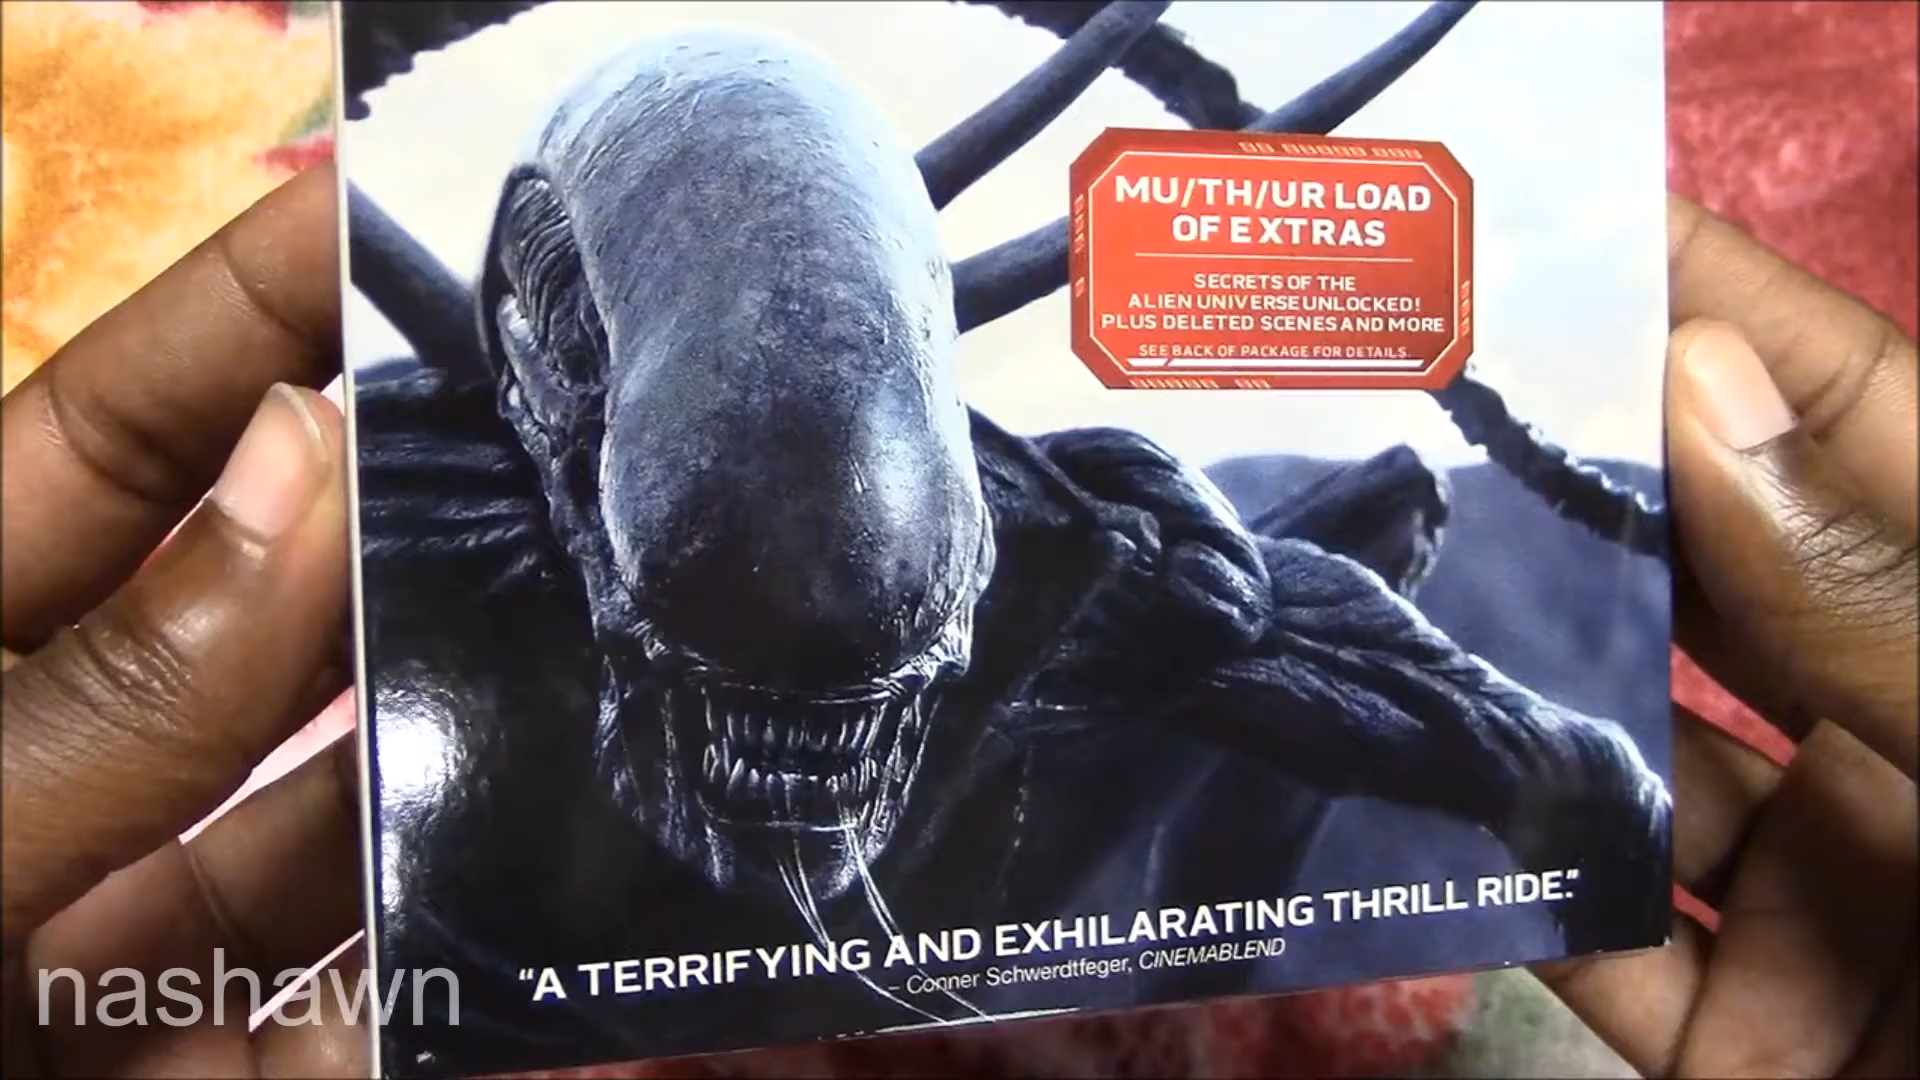 MU/TH/UR LOAD
OF EXTRAS
SECRETS OF THE
ALIEN UNIVERSE UNLOCKED!
PLUS DELETED SCENES AND MORE
SEE BACK OF PACKAGE FOR DETAILS.
“A TERRIFYING AND EXHILARATING THRILL RIDE.”
– Conner Schwerdtfeger, CINEMABLEND
nashawn